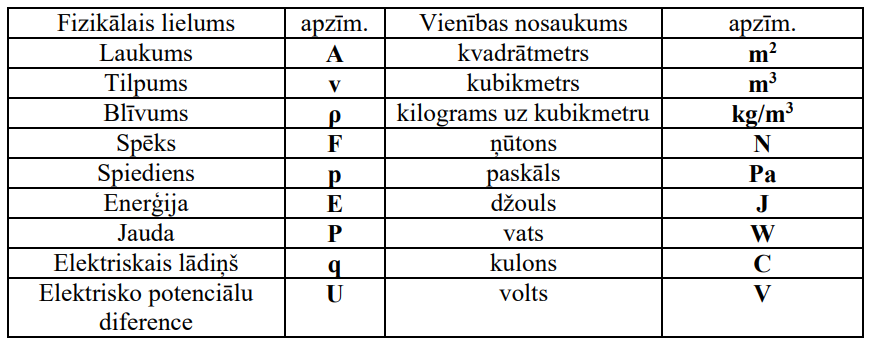 Fizikālais lielums apzīm. Vienības nosaukums apzīm.
Laukums A kvadrātmetrs m²
Tilpums v kubikmetrs m³
Blīvums ρ kilograms uz kubikmetru kg/m³
Spēks F ņūtons N
Spiediens p paskāls Pa
Enerģija E džouls J
Jauda P vats W
Elektriskais lādiņš q kulons C
Elektrisko potenciālu U volts V
diference